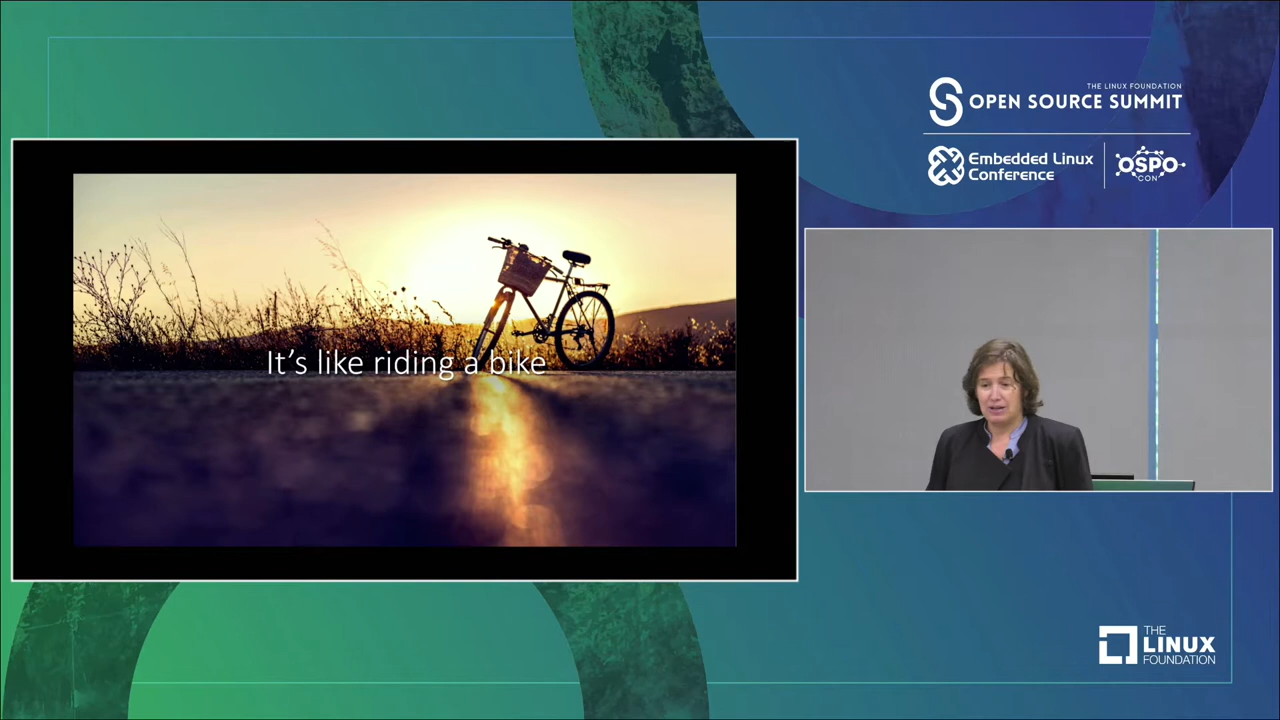 THE LINUX FOUNDATION
OPEN SOURCE SUMMIT
Embedded Linux
Conference
OSPO
CON
It's like riding a bike
THE
LINUX
FOUNDATION